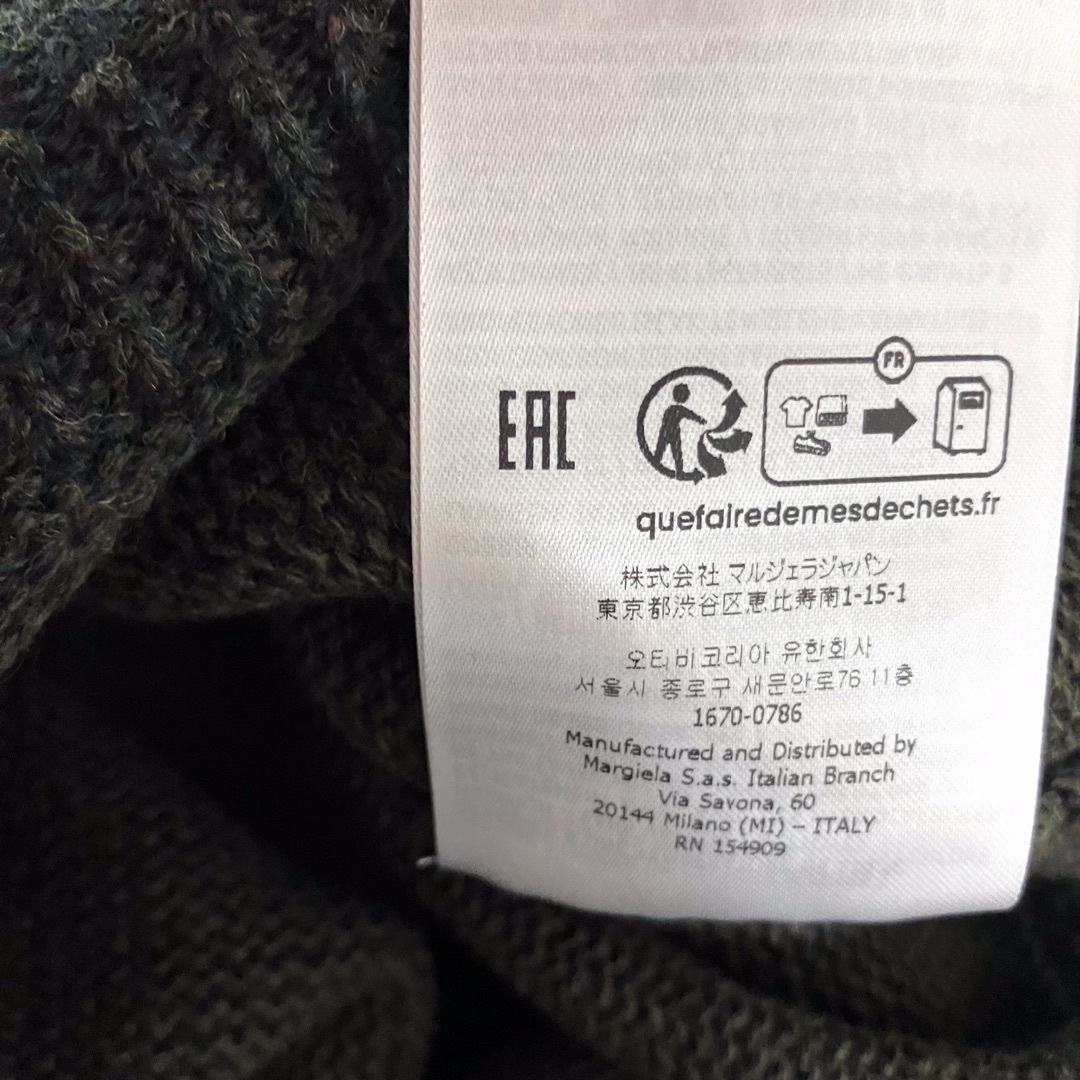 EAC
FR
quefairedemesdechets.fr
株式会社 マルジェラジャパン
東京都渋谷区恵比寿南1-15-1
오티비코리아 유한회사
서울시 종로구 새문안로76 11층
1670-0786
Manufactured and Distributed by
Margiela S.a.s. Italian Branch
Via Savona, 60
20144 Milano (MI) – ITALY
RN 154909